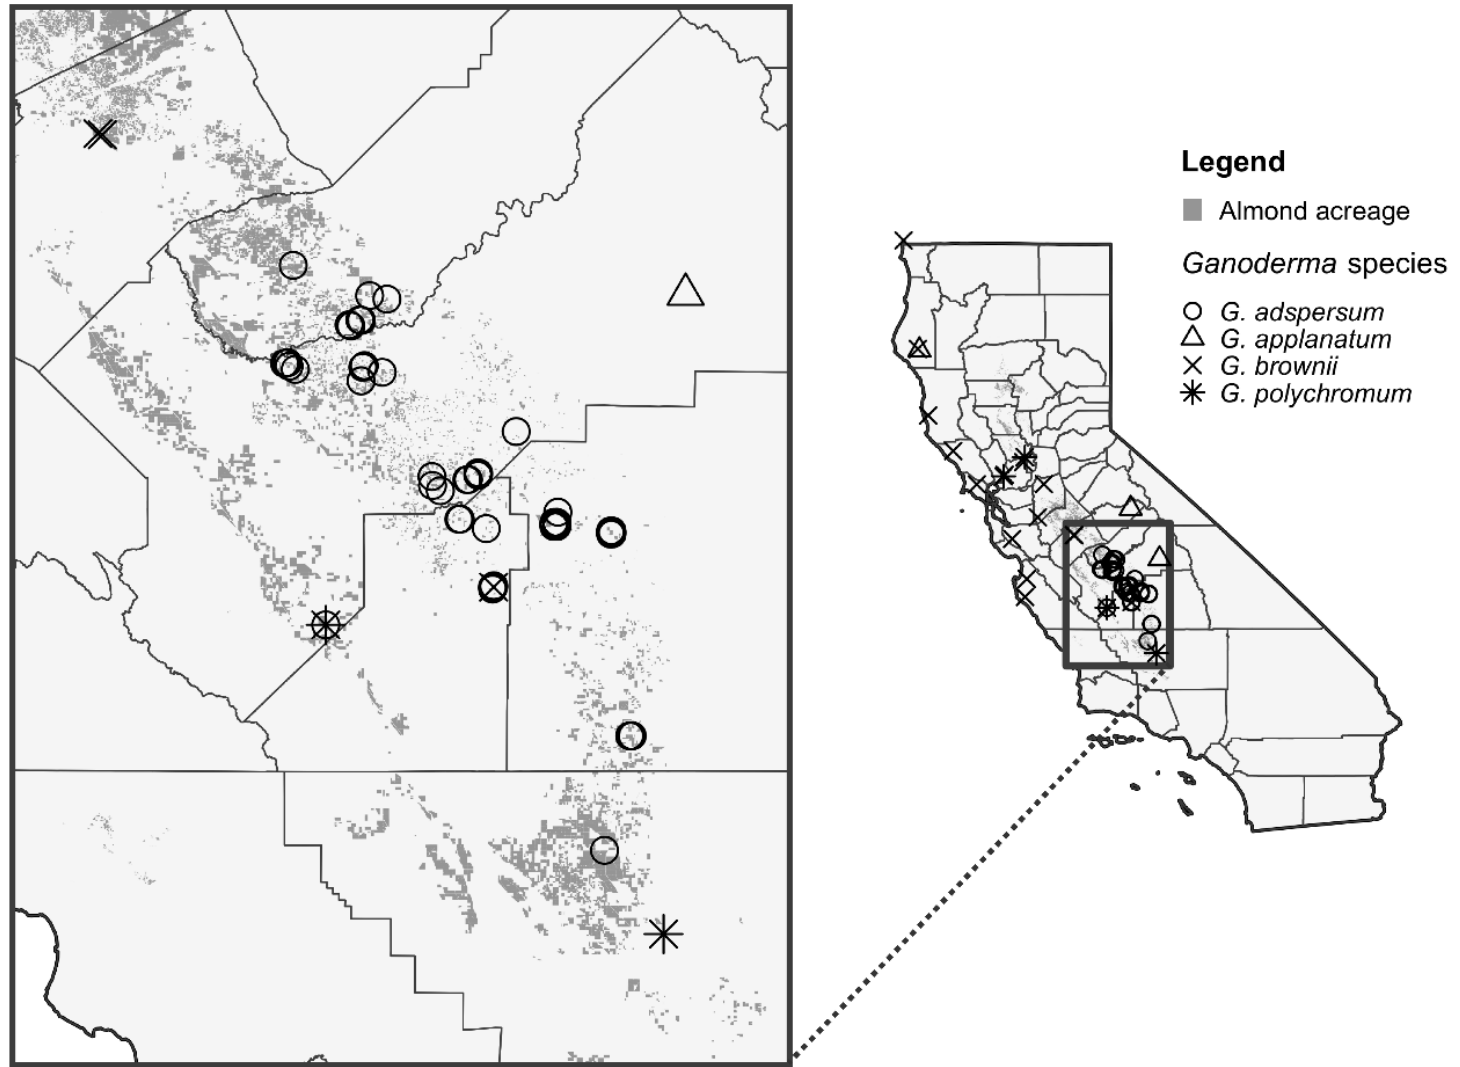 Legend
Almond acreage
Ganoderma species
G. adspersum
G. applanatum
G. brownii
G. polychromum